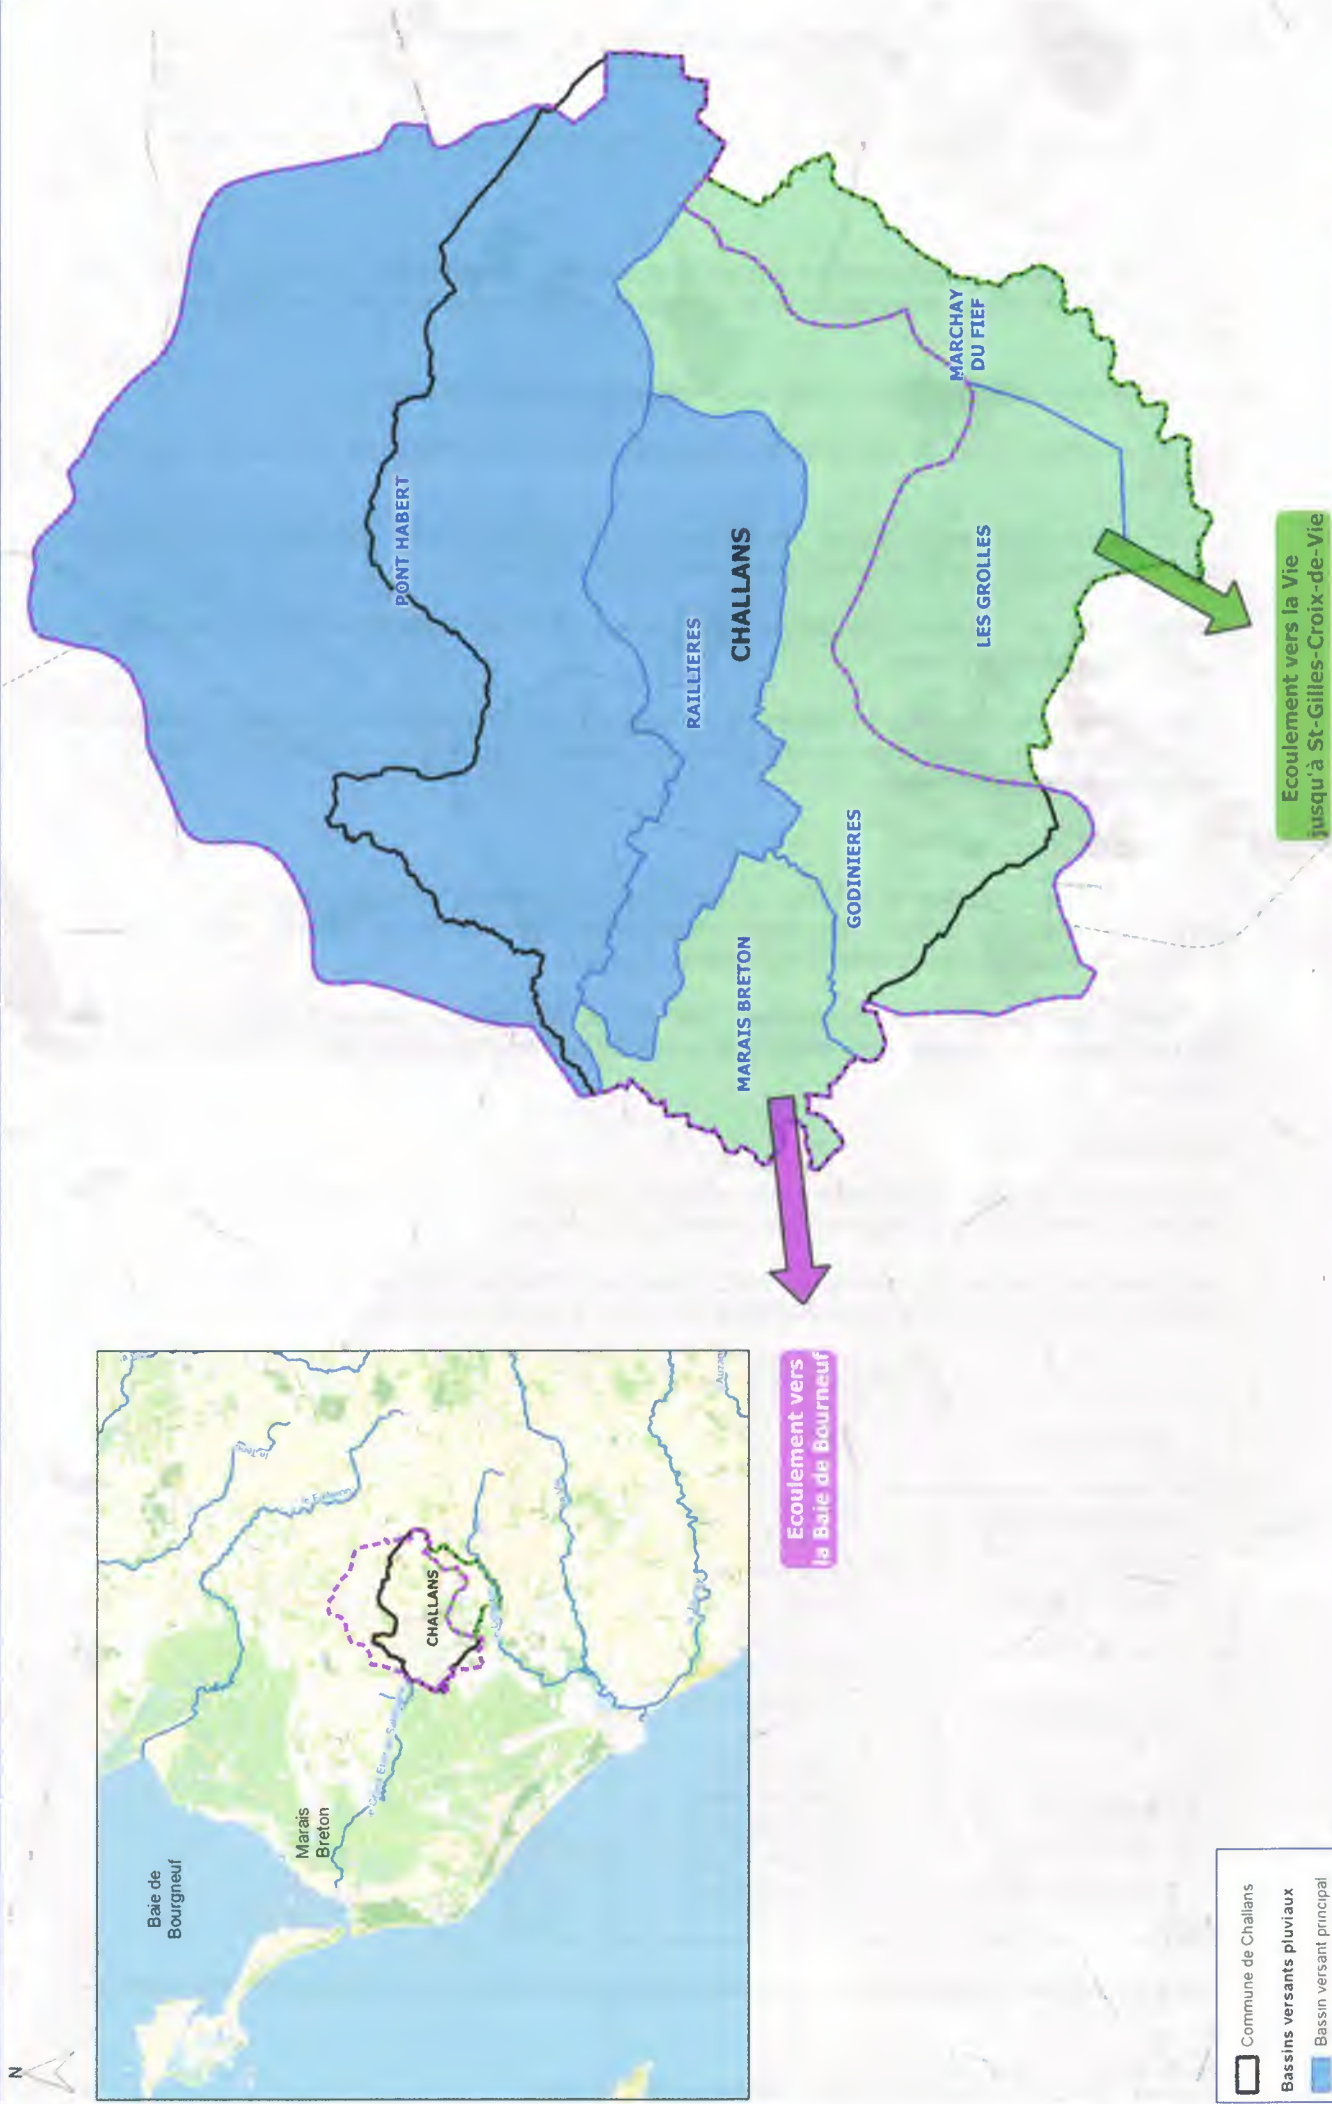 N
Baie de
Bourgneuf
Marais
Breton
CHALLANS
PONT HABERT
RAILLIERES
CHALLANS
MARAIS BRETON
GODINIERES
LES GROLLES
MARCHAY
DU FIEF
Ecoulement vers
la Baie de Bourneuf
Ecoulement vers la Vie
jusqu'à St-Gilles-Croix-de-Vie
Commune de Challans
Bassins versants pluviaux
Bassin versant principal